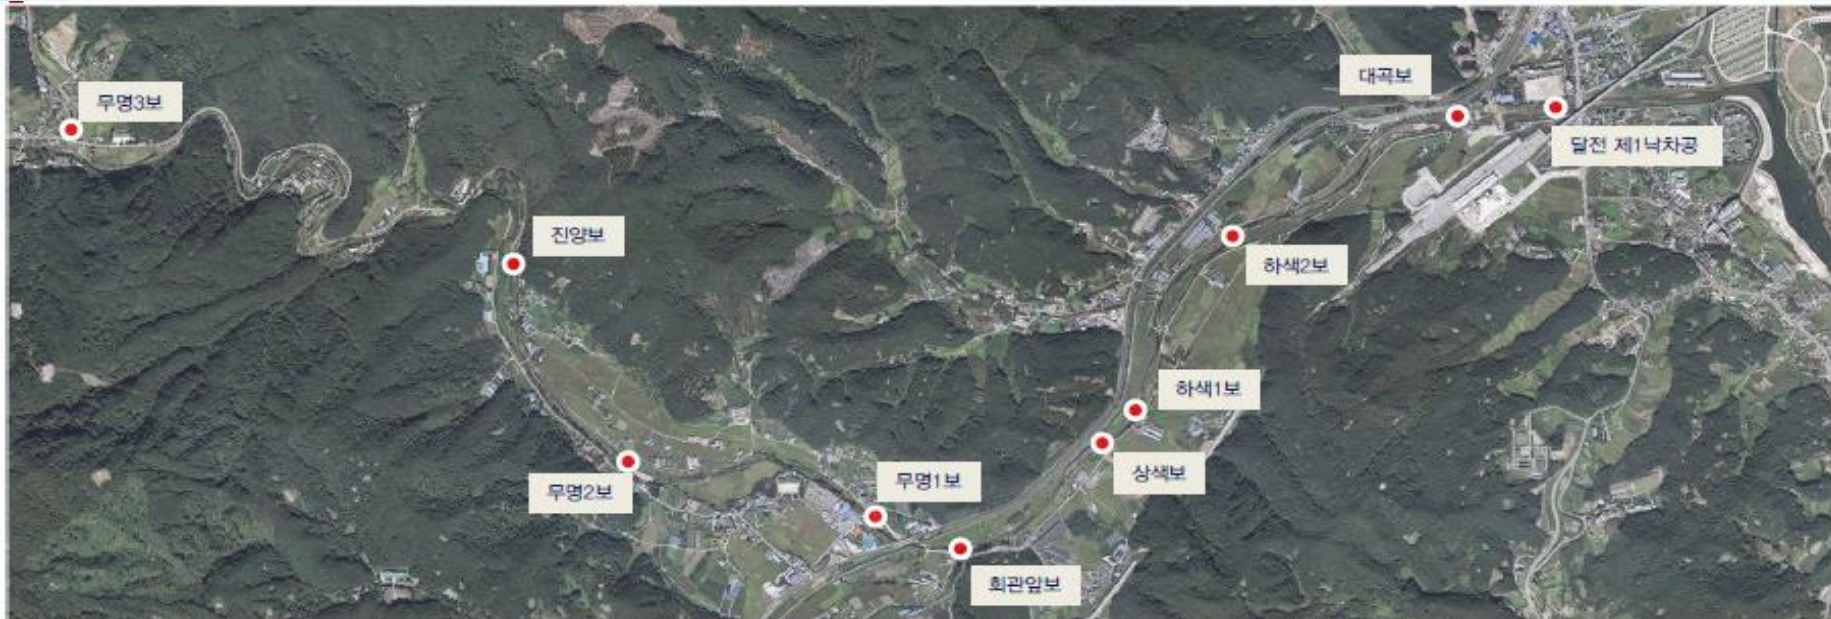 대곡보
무명3보
달전 제1낙차공
진양보
하색2보
하색1보
상색보
무명1보
무명2보
회관앞보